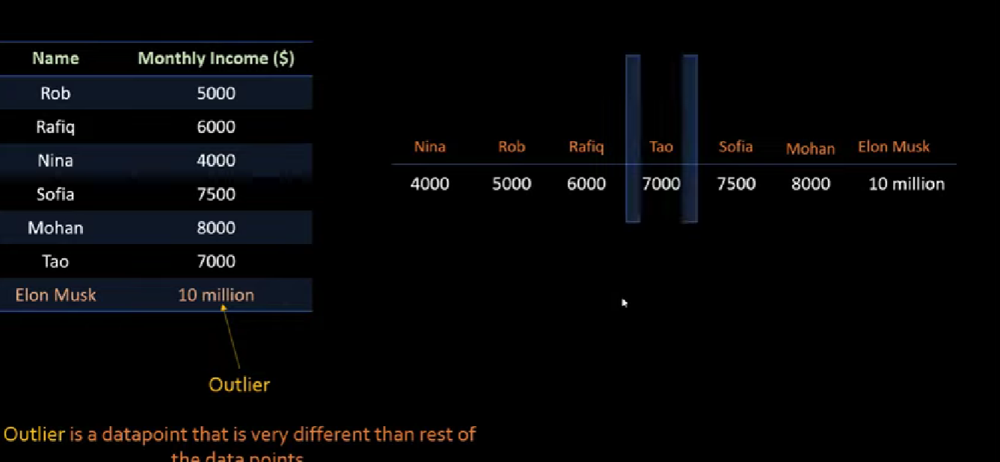 Name Monthly Income ($)
Rob 5000
Rafiq 6000
Nina 4000
Sofia 7500
Mohan 8000
Tao 7000
Elon Musk 10 million
Outlier
Outlier is a datapoint that is very different than rest of
the data points
Nina Rob Rafiq Tao Sofia Mohan Elon Musk
4000 5000 6000 7000 7500 8000 10 million